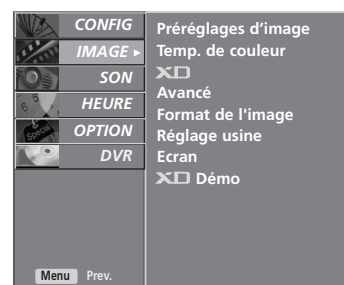 CONFIG
IMAGE ►
SON
HEURE
OPTION
DVR
Menu Prev.
Préréglages d'image
Temp. de couleur
XD
Avancé
Format de l'image
Réglage usine
Ecran
XD Démo